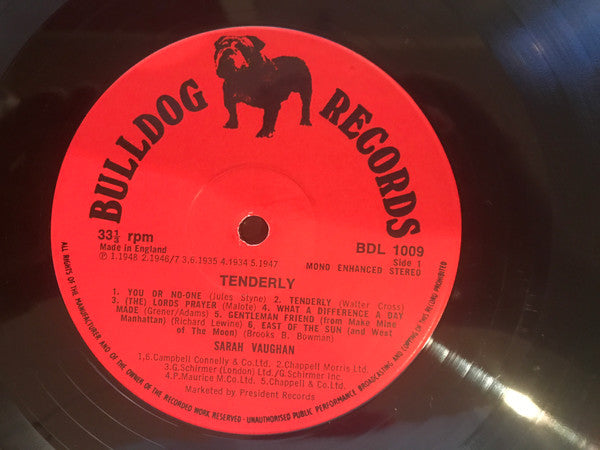 BULLDOG RECORDS
33⅓ rpm
Made in England
℗ 1.1948 2.1946/7 3,6.1935 4.1934 5.1947
BDL 1009
Side 1
MONO ENHANCED STEREO
TENDERLY
1. YOU OR NO-ONE (Jules Styne) 2. TENDERLY (Walter Cross)
3. (THE) LORDS PRAYER (Malote) 4. WHAT A DIFFERENCE A DAY
MADE (Grener/Adams) 5. GENTLEMAN FRIEND (from Make Mine
Manhattan) (Richard Lewine) 6. EAST OF THE SUN (and West
of The Moon) (Brooks B. Bowman)
SARAH VAUGHAN
1,6.Campbell Connelly & Co.Ltd. 2.Chappell Morris Ltd.
3.G.Schirmer (London) Ltd./G.Schirmer Inc.
4.P.Maurice M.Co.Ltd. 5.Chappell & Co.Ltd.
Marketed by President Records
ALL RIGHTS OF THE MANUFACTURER AND OF THE OWNER OF THE RECORDED WORK RESERVED - UNAUTHORISED PUBLIC PERFORMANCE BROADCASTING AND COPYING OF THIS RECORD PROHIBITED